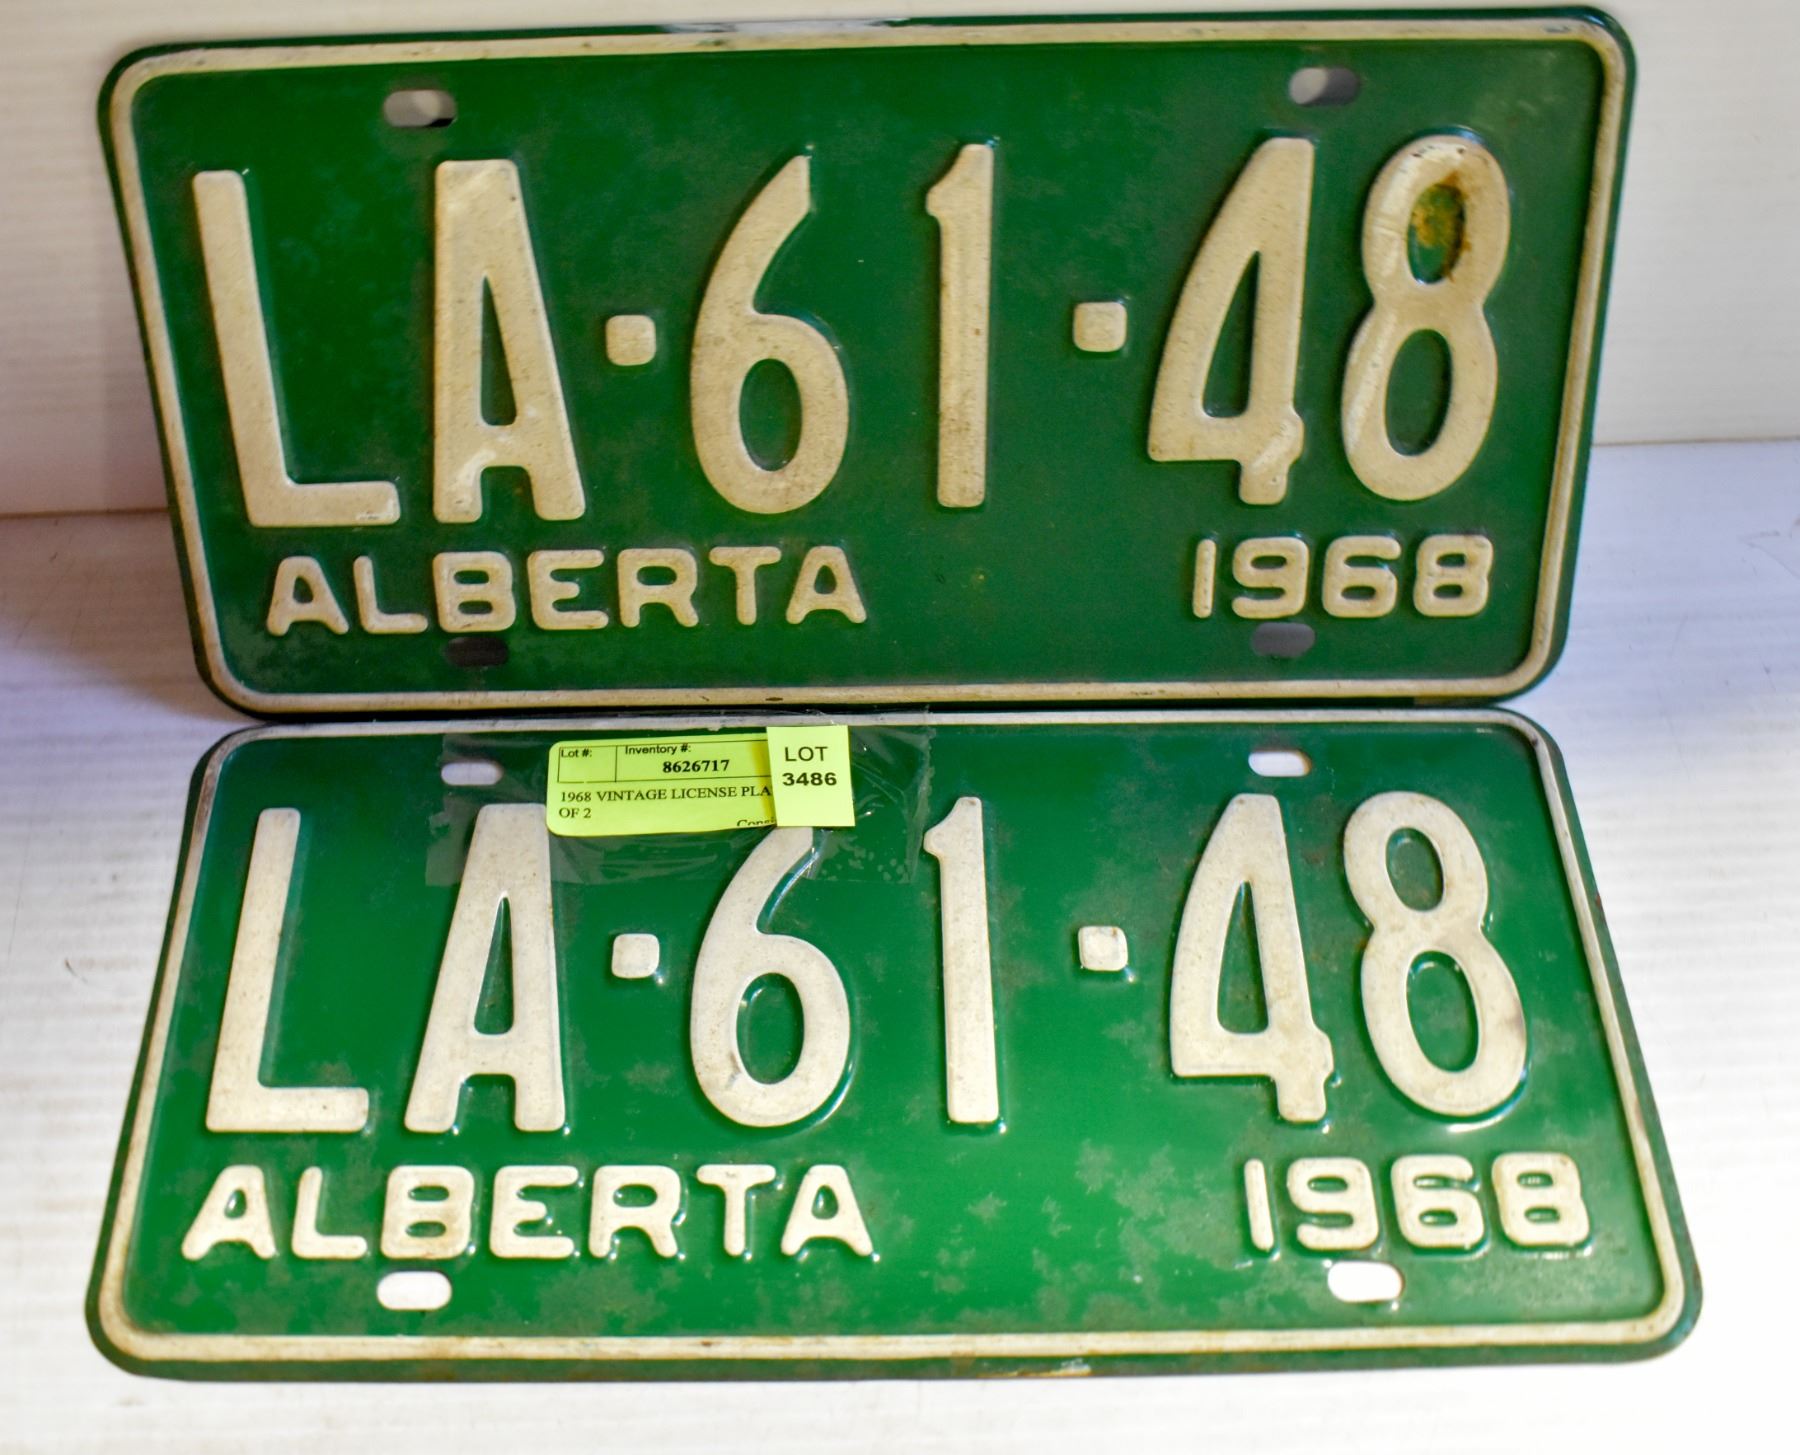 LA-61-48
ALBERTA 1968
Lot #: Inventory #:
8626717
LOT
3486
1968 VINTAGE LICENSE
OF 2
LA-61-48
ALBERTA 1968